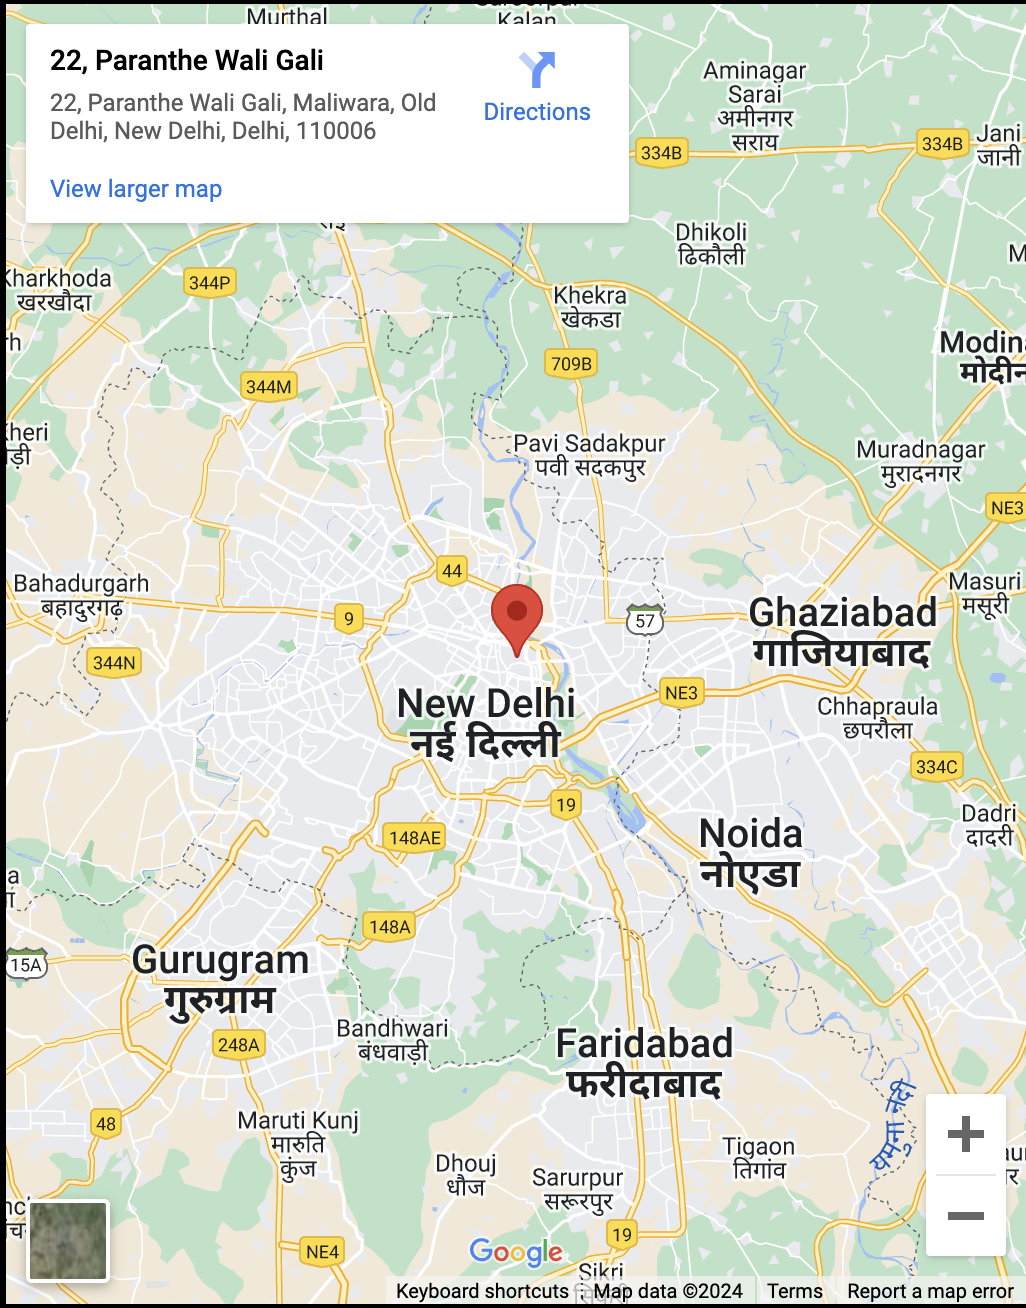 Murthal
Kalan
22, Paranthe Wali Gali
22, Paranthe Wali Gali, Maliwara, Old
Delhi, New Delhi, Delhi, 110006
Directions
View larger map
Aminagar
Sarai
अमीनगर
सराय
334B
334B
Jani
जानी
Dhikoli
ढिकौली
Kharkhoda
खरखौदा
344P
Khekra
खेकडा
709B
344M
Modin
मोदीन
Kheri
Pavi Sadakpur
पवी सदकपुर
Muradnagar
मुरादनगर
NE3
44
Bahadurgarh
बहादुरगढ़
9
57
Masuri
मसूरी
Ghaziabad
गाजियाबाद
344N
NE3
New Delhi
नई दिल्ली
Chhapraula
छपरौला
334C
19
148AE
Noida
नोएडा
Dadri
दादरी
148A
15A
Gurugram
गुरुग्राम
248A
Bandhwari
बंधवाड़ी
Faridabad
फरीदाबाद
48
Maruti Kunj
मारुति
कुंज
यमुना नदी
Tigaon
तिगांव
Dhouj
धौज
Sarurpur
सरूरपुर
19
NE4
Google
Sikri
Keyboard shortcuts
Map data ©2024
Terms
Report a map error